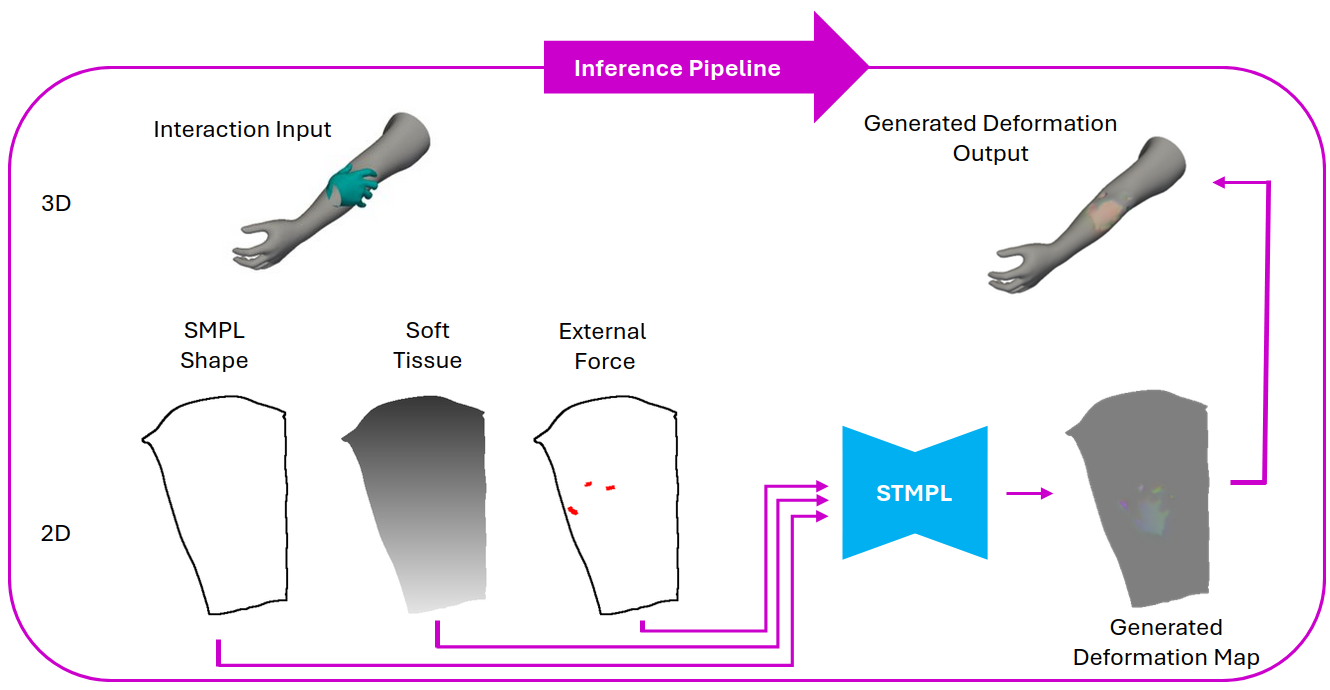 Inference Pipeline
Interaction Input
Generated Deformation
Output
3D
SMPL
Shape
Soft
Tissue
External
Force
2D
STMPL
Generated
Deformation Map